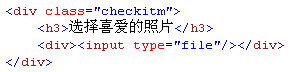 <div class="checkitm">
<h3>选择喜爱的照片</h3>
<div><input type="file"/></div>
</div>